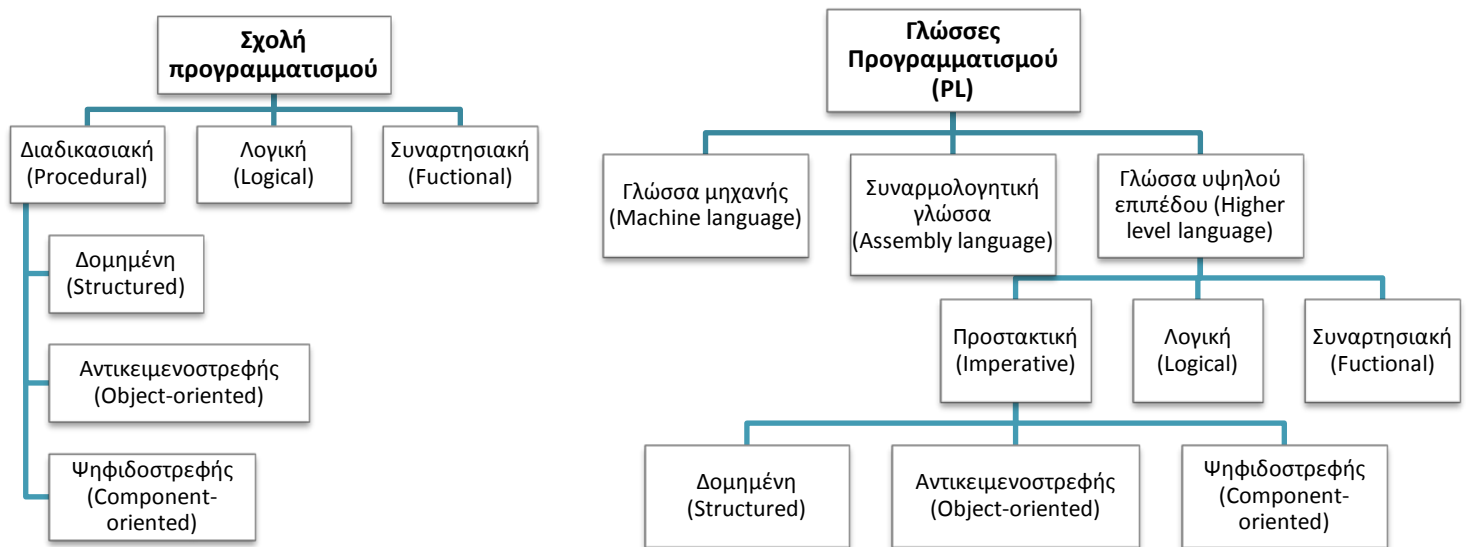 Σχολή
προγραμματισμού
Διαδικασιακή
(Procedural)
Λογική
(Logical)
Συναρτησιακή
(Fuctional)
Δομημένη
(Structured)
Αντικειμενοστρεφής
(Object-oriented)
Ψηφιδοστρεφής
(Component-
oriented)
Γλώσσες
Προγραμματισμού
(PL)
Γλώσσα μηχανής
(Machine language)
Συναρμολογητική
γλώσσα
(Assembly language)
Γλώσσα υψηλού
επιπέδου (Higher
level language)
Προστακτική
(Imperative)
Λογική
(Logical)
Συναρτησιακή
(Fuctional)
Δομημένη
(Structured)
Αντικειμενοστρεφής
(Object-oriented)
Ψηφιδοστρεφής
(Component-
oriented)